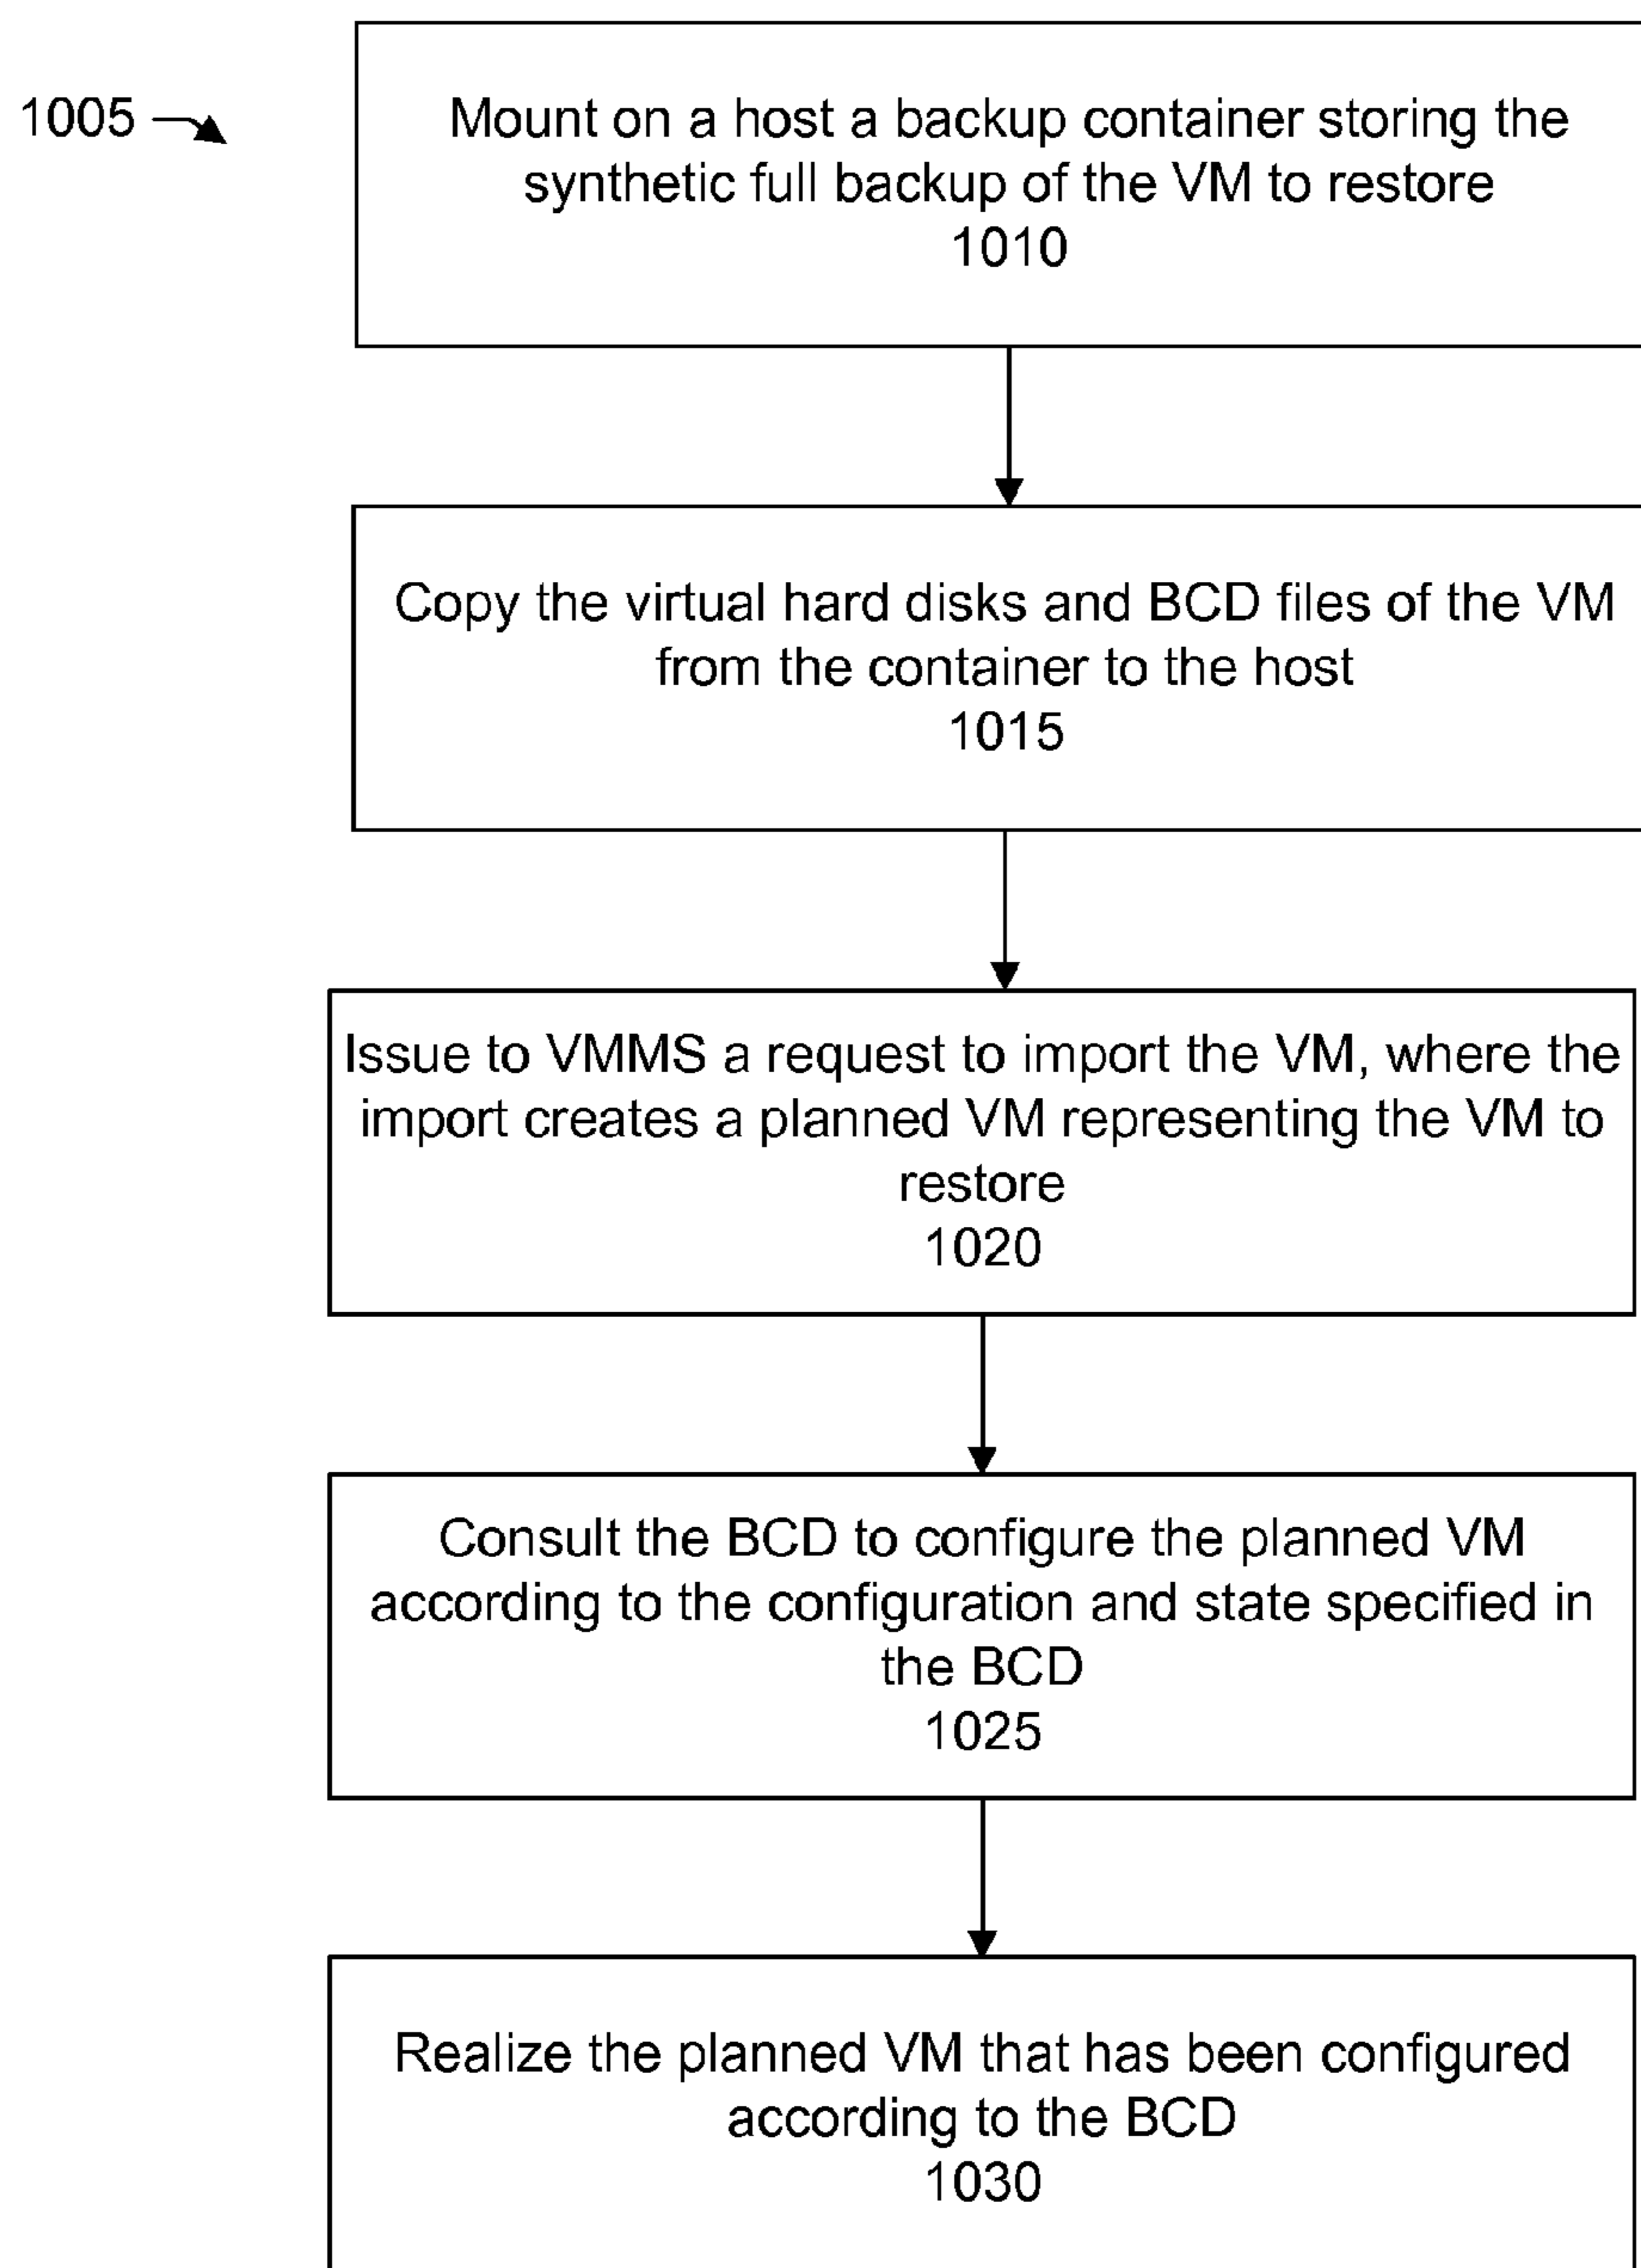 1005
Mount on a host a backup container storing the
synthetic full backup of the VM to restore
1010
Copy the virtual hard disks and BCD files of the VM
from the container to the host
1015
Issue to VMMS a request to import the VM, where the
import creates a planned VM representing the VM to
restore
1020
Consult the BCD to configure the planned VM
according to the configuration and state specified in
the BCD
1025
Realize the planned VM that has been configured
according to the BCD
1030